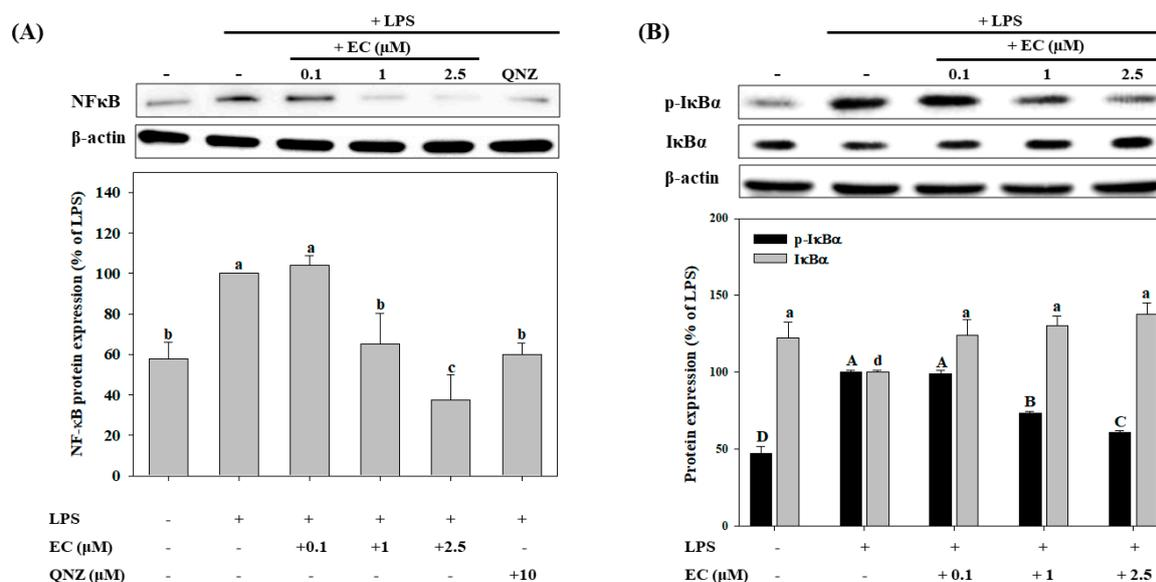 (A)
+ LPS
+ EC (μM)
- - 0.1 1 2.5 QNZ
NFκB
β-actin
NF-κB protein expression (% of LPS)
140
120
100
80
60
40
20
0
b a a b c b
LPS - + + + + +
EC (μM) - - +0.1 +1 +2.5 -
QNZ (μM) - - - - - +10
(B)
+ LPS
+ EC (μM)
- - 0.1 1 2.5
p-IκBα
IκBα
β-actin
Protein expression (% of LPS)
200
150
100
50
0
p-IκBα
IκBα
D a A d A a B a C a
LPS - + + + +
EC (μM) - - + 0.1 + 1 + 2.5